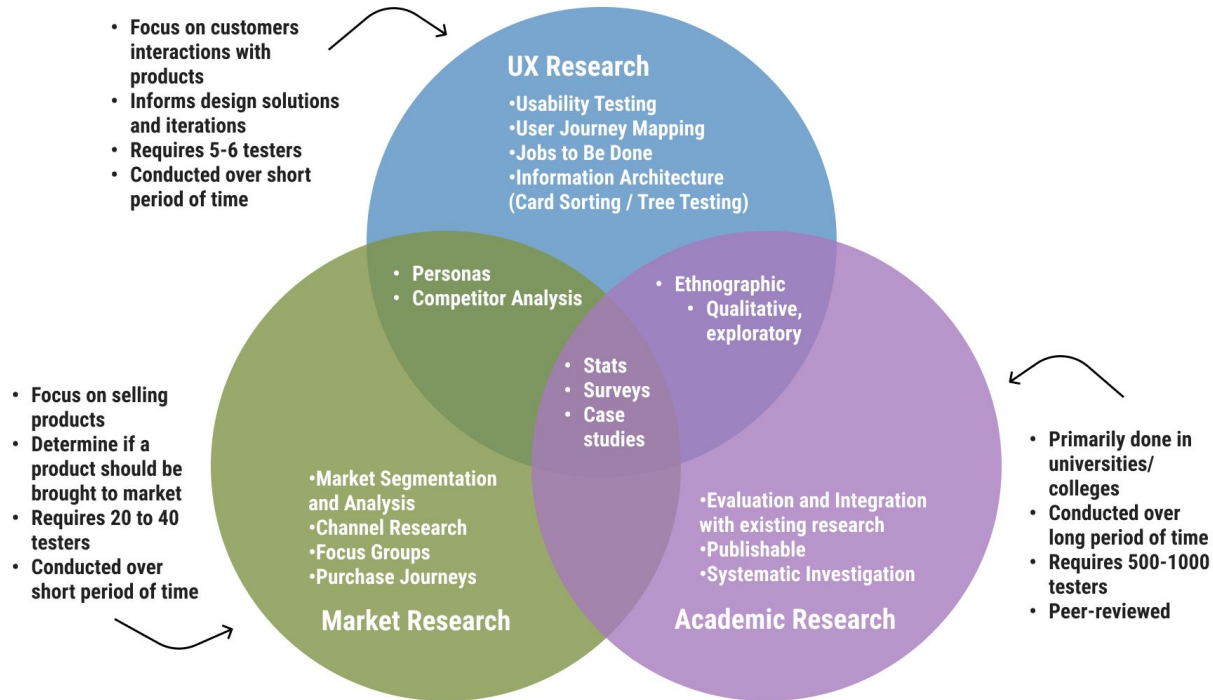 • Focus on customers
interactions with
products
• Informs design solutions
and iterations
• Requires 5-6 testers
• Conducted over short
period of time
UX Research
•Usability Testing
•User Journey Mapping
•Jobs to Be Done
•Information Architecture
(Card Sorting / Tree Testing)
• Personas
• Competitor Analysis
• Ethnographic
• Qualitative,
exploratory
• Stats
• Surveys
• Case
studies
• Focus on selling
products
• Determine if a
product should be
brought to market
• Requires 20 to 40
testers
• Conducted over
short period of time
•Market Segmentation
and Analysis
•Channel Research
•Focus Groups
•Purchase Journeys
Market Research
•Evaluation and Integration
with existing research
•Publishable
•Systematic Investigation
Academic Research
• Primarily done in
universities/
colleges
• Conducted over
long period of time
• Requires 500-1000
testers
• Peer-reviewed